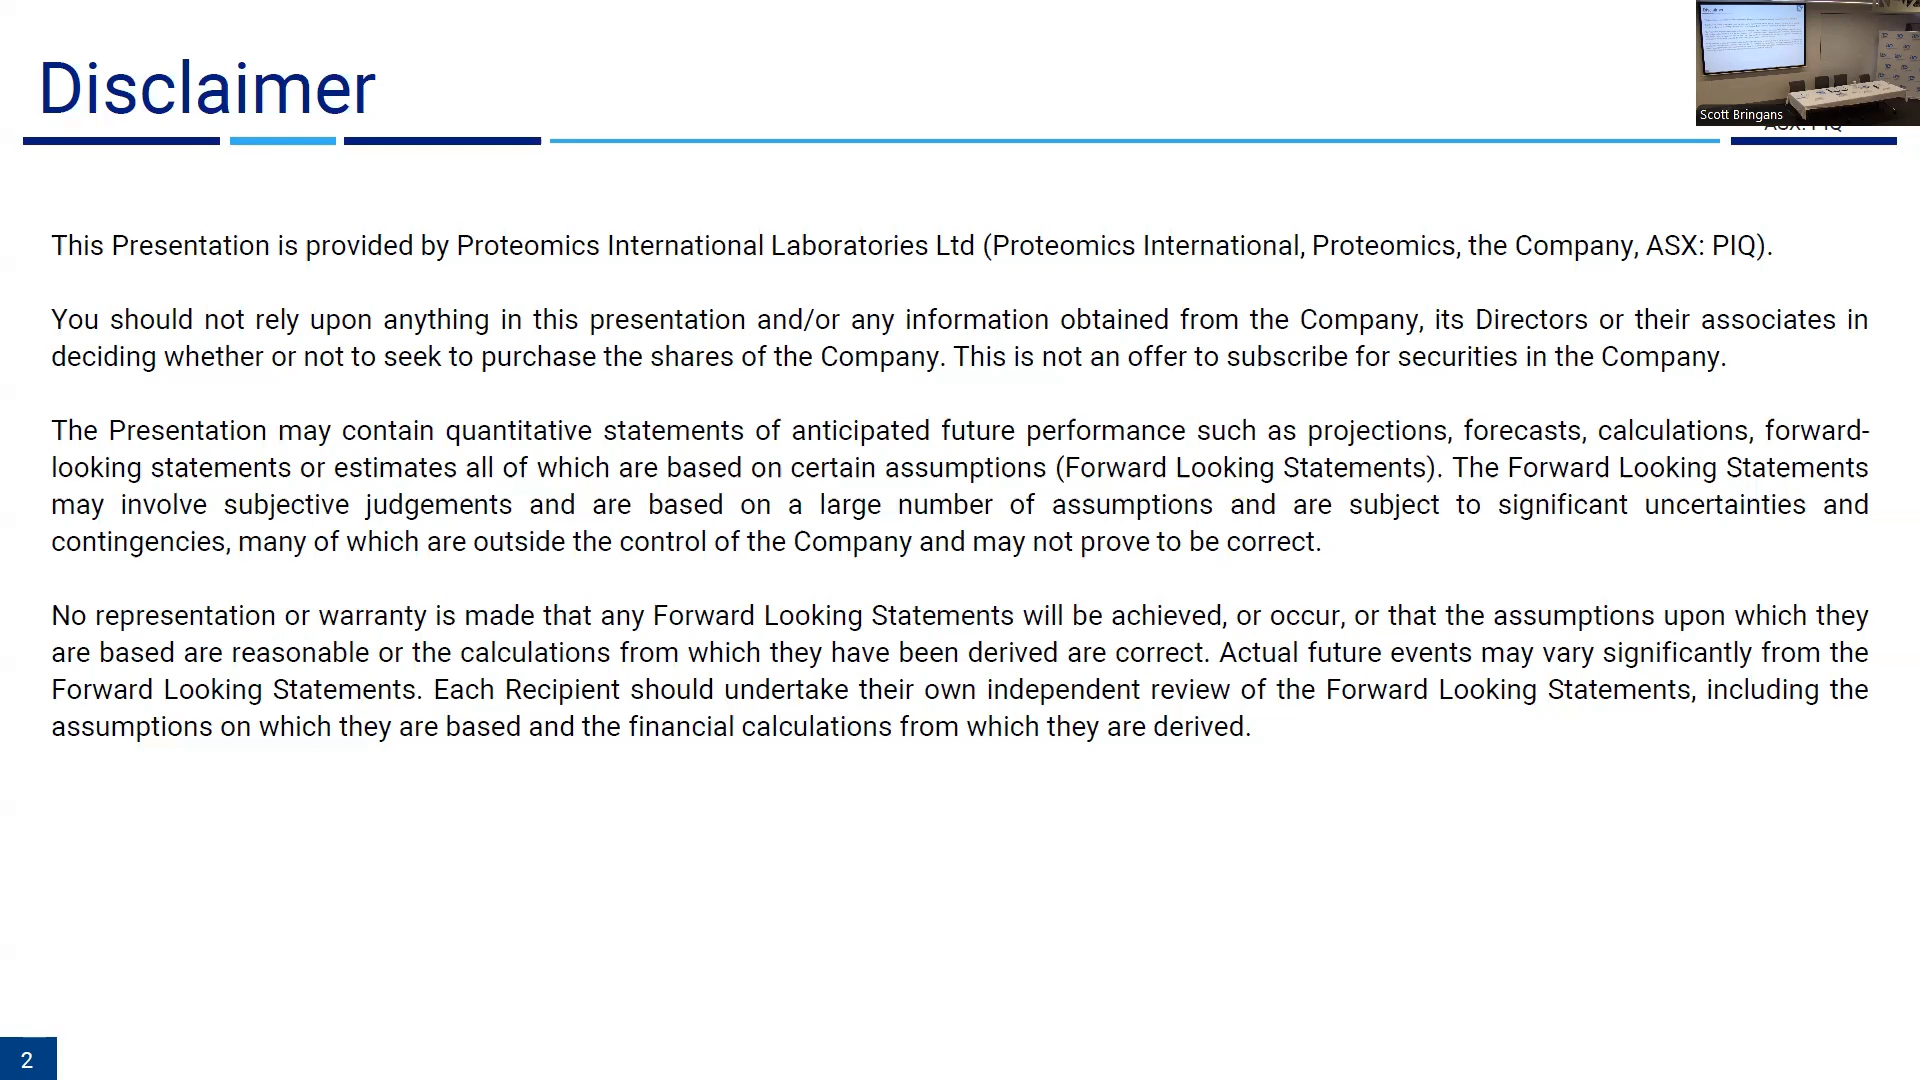 Disclaimer
Scott Bringans
This Presentation is provided by Proteomics International Laboratories Ltd (Proteomics International, Proteomics, the Company, ASX: PIQ).
You should not rely upon anything in this presentation and/or any information obtained from the Company, its Directors or their associates in
deciding whether or not to seek to purchase the shares of the Company. This is not an offer to subscribe for securities in the Company.
The Presentation may contain quantitative statements of anticipated future performance such as projections, forecasts, calculations, forward-
looking statements or estimates all of which are based on certain assumptions (Forward Looking Statements). The Forward Looking Statements
may involve subjective judgements and are based on a large number of assumptions and are subject to significant uncertainties and
contingencies, many of which are outside the control of the Company and may not prove to be correct.
No representation or warranty is made that any Forward Looking Statements will be achieved, or occur, or that the assumptions upon which they
are based are reasonable or the calculations from which they have been derived are correct. Actual future events may vary significantly from the
Forward Looking Statements. Each Recipient should undertake their own independent review of the Forward Looking Statements, including the
assumptions on which they are based and the financial calculations from which they are derived.
2